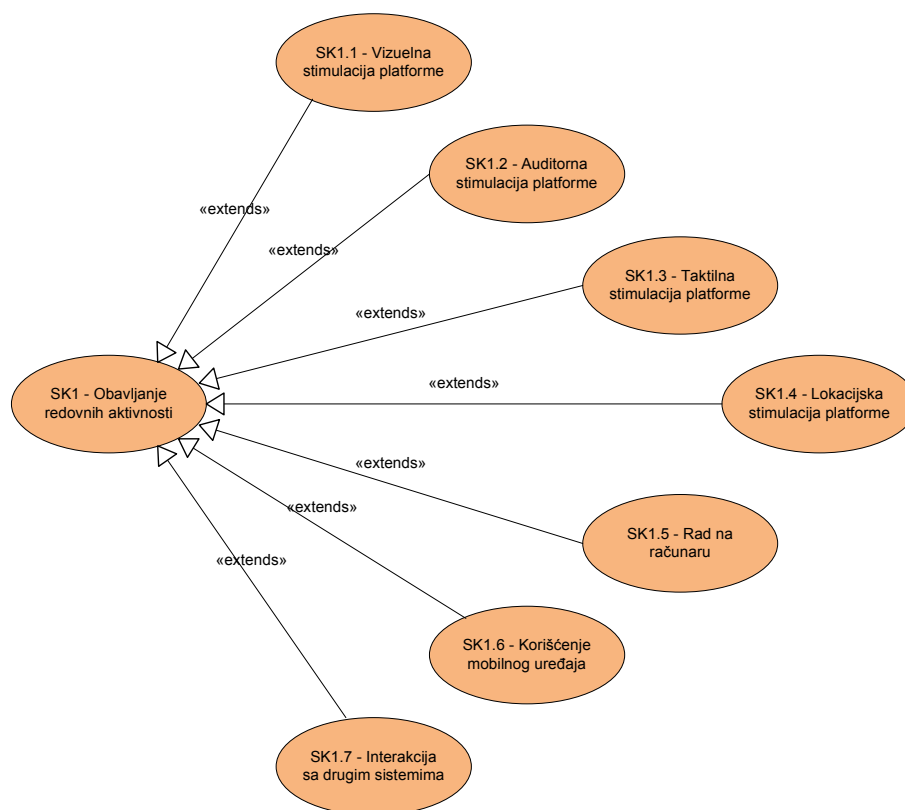 SK1.1 - Vizuelna
stimulacija platforme
SK1.2 - Auditorna
stimulacija platforme
«extends»
«extends»
SK1.3 - Taktilna
stimulacija platforme
«extends»
SK1 - Obavljanje
redovnih aktivnosti
«extends»
SK1.4 - Lokacijska
stimulacija platforme
«extends»
«extends»
SK1.5 - Rad na
računaru
«extends»
SK1.6 - Korišćenje
mobilnog uređaja
SK1.7 - Interakcija
sa drugim sistemima